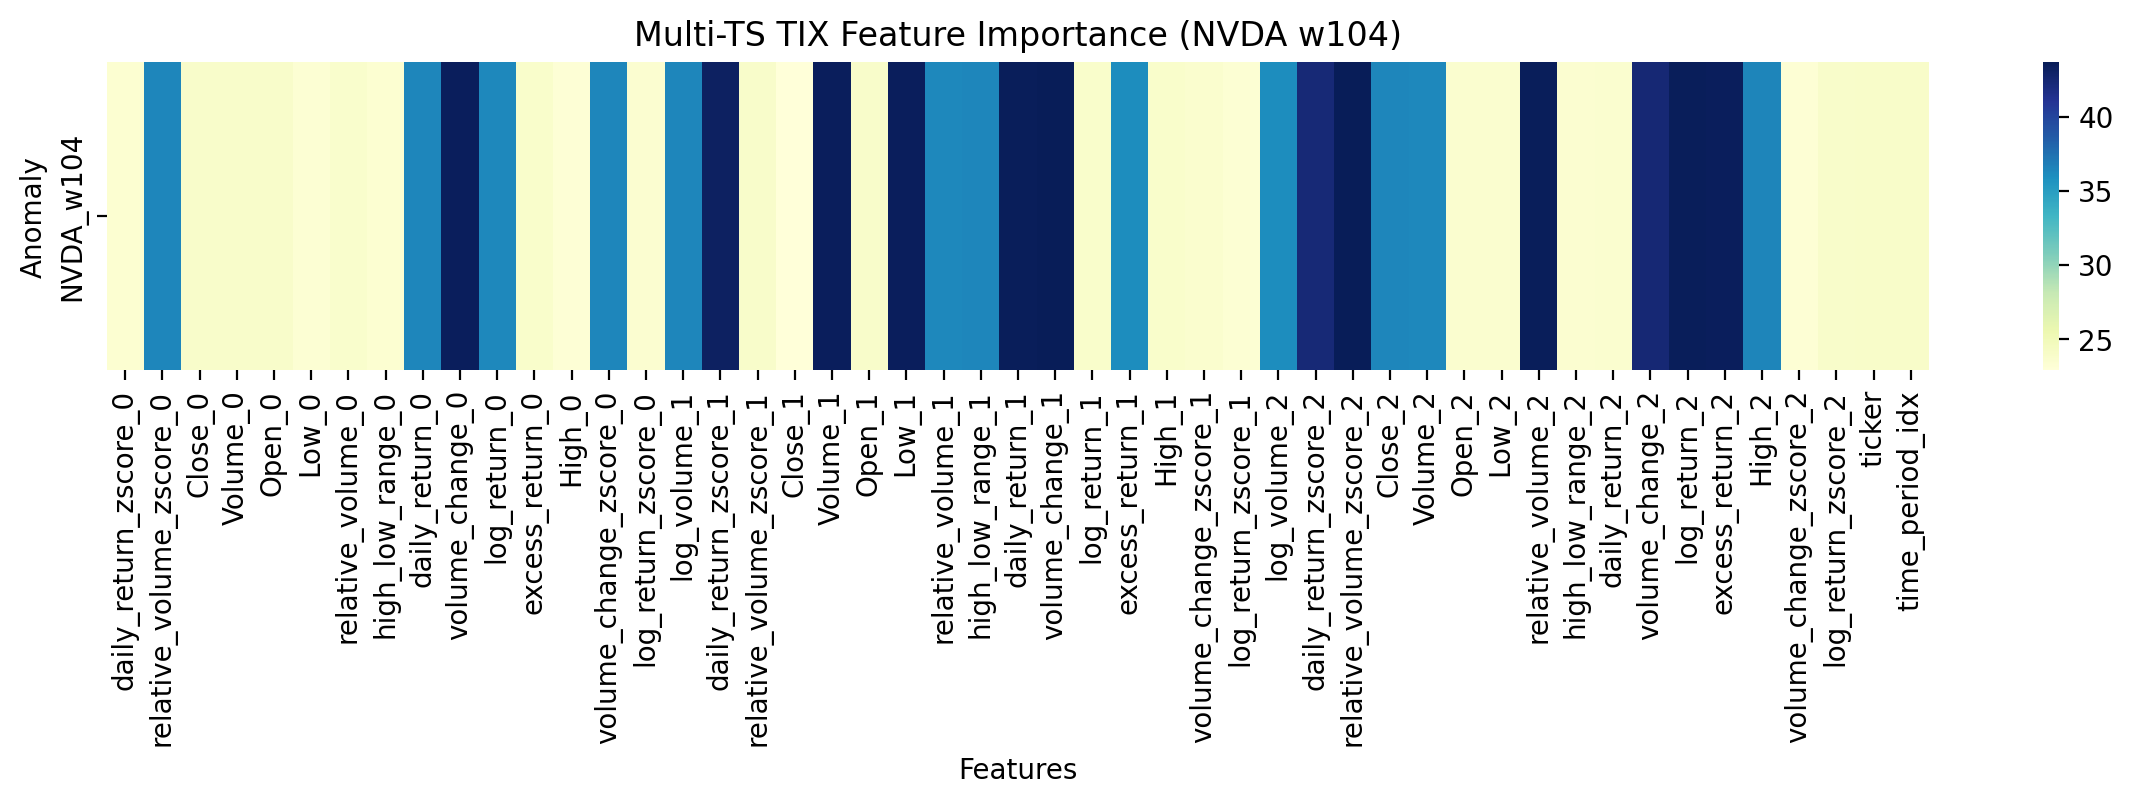 Multi-TS TIX Feature Importance (NVDA w104)
Anomaly
NVDA_w104
40
35
30
25
daily_return_zscore_0
relative_volume_zscore_0
Close_0
Volume_0
Open_0
Low_0
relative_volume_0
high_low_range_0
daily_return_0
volume_change_0
log_return_0
excess_return_0
High_0
volume_change_zscore_0
log_return_zscore_0
log_volume_1
daily_return_zscore_1
relative_volume_zscore_1
Close_1
Volume_1
Open_1
Low_1
relative_volume_1
high_low_range_1
daily_return_1
volume_change_1
log_return_1
excess_return_1
High_1
volume_change_zscore_1
log_return_zscore_1
log_volume_2
daily_return_zscore_2
relative_volume_zscore_2
Close_2
Volume_2
Open_2
Low_2
relative_volume_2
high_low_range_2
daily_return_2
volume_change_2
log_return_2
excess_return_2
High_2
volume_change_zscore_2
log_return_zscore_2
ticker
time_period_idx
Features